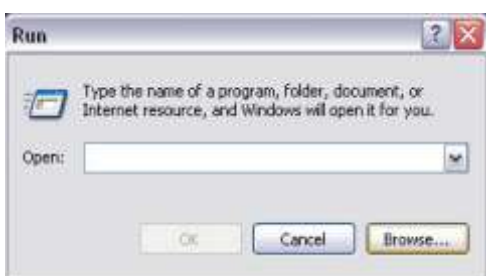 Run
?
Type the name of a program, folder, document, or
Internet resource, and Windows will open it for you.
Open:
OK
Cancel
Browse...